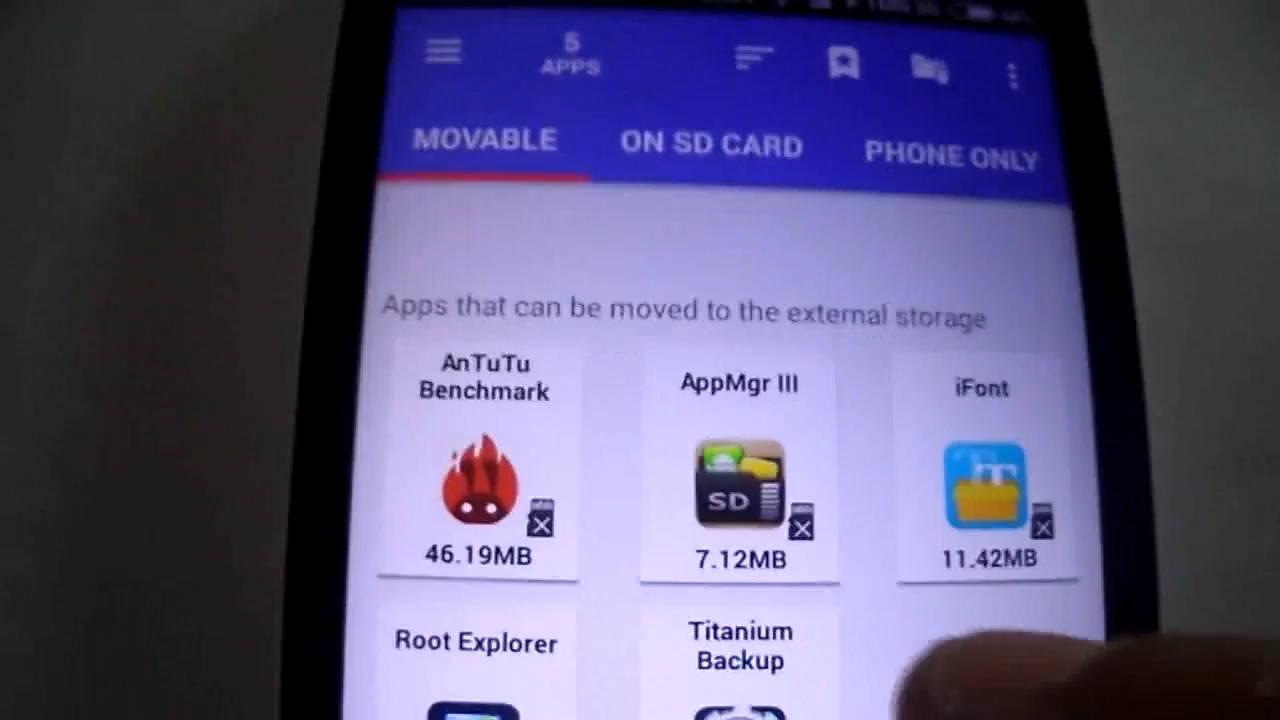 5
APPS
MOVABLE
ON SD CARD
PHONE ONLY
Apps that can be moved to the external storage
AnTuTu
Benchmark
46.19MB
AppMgr III
SD
7.12MB
iFont
11.42MB
Root Explorer
Titanium
Backup